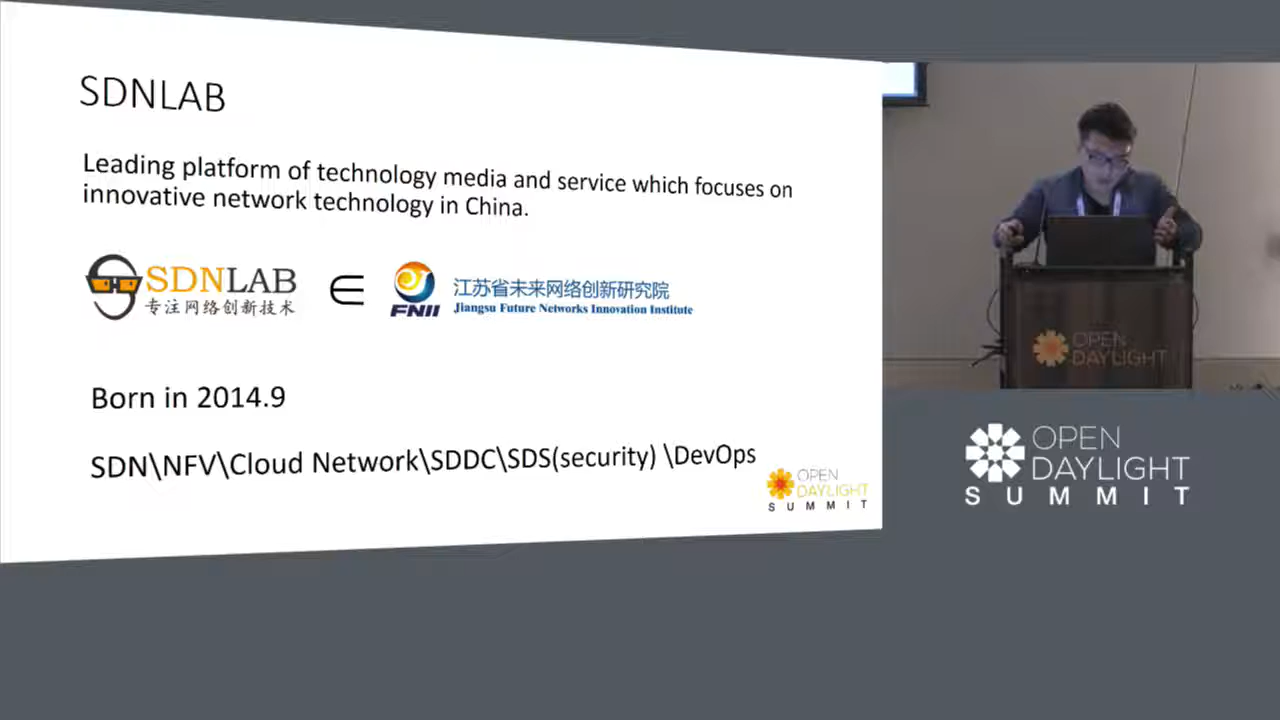 SDNLAB
Leading platform of technology media and service which focuses on
innovative network technology in China.
SDNLAB
专注网络创新技术
∈
FNII
江苏省未来网络创新研究院
Jiangsu Future Networks Innovation Institute
Born in 2014.9
SDN\NFV\Cloud Network\SDDC\SDS(security) \DevOps
OPEN
DAYLIGHT
SUMMIT
OPEN
DAYLIGHT
OPEN
DAYLIGHT
SUMMIT